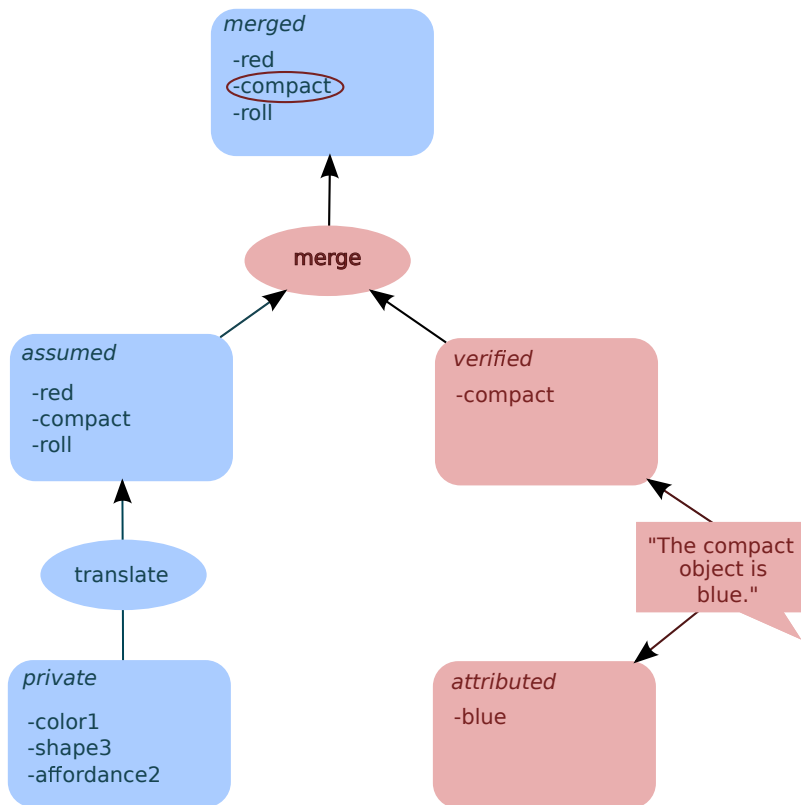 merged
-red
-compact
-roll
merge
assumed
-red
-compact
-roll
verified
-compact
translate
"The compact
object is
blue."
private
-color1
-shape3
-affordance2
attributed
-blue